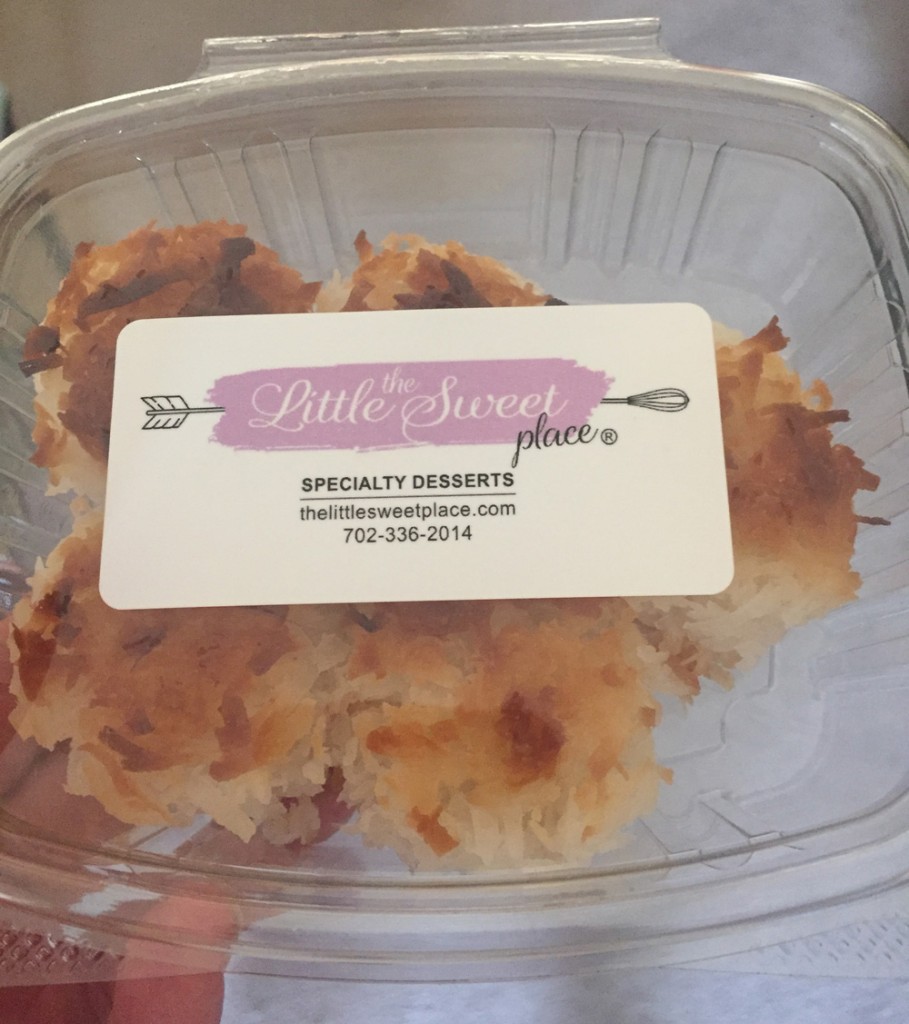 the
Little Sweet
place®
SPECIALTY DESSERTS
thelittlesweetplace.com
702-336-2014